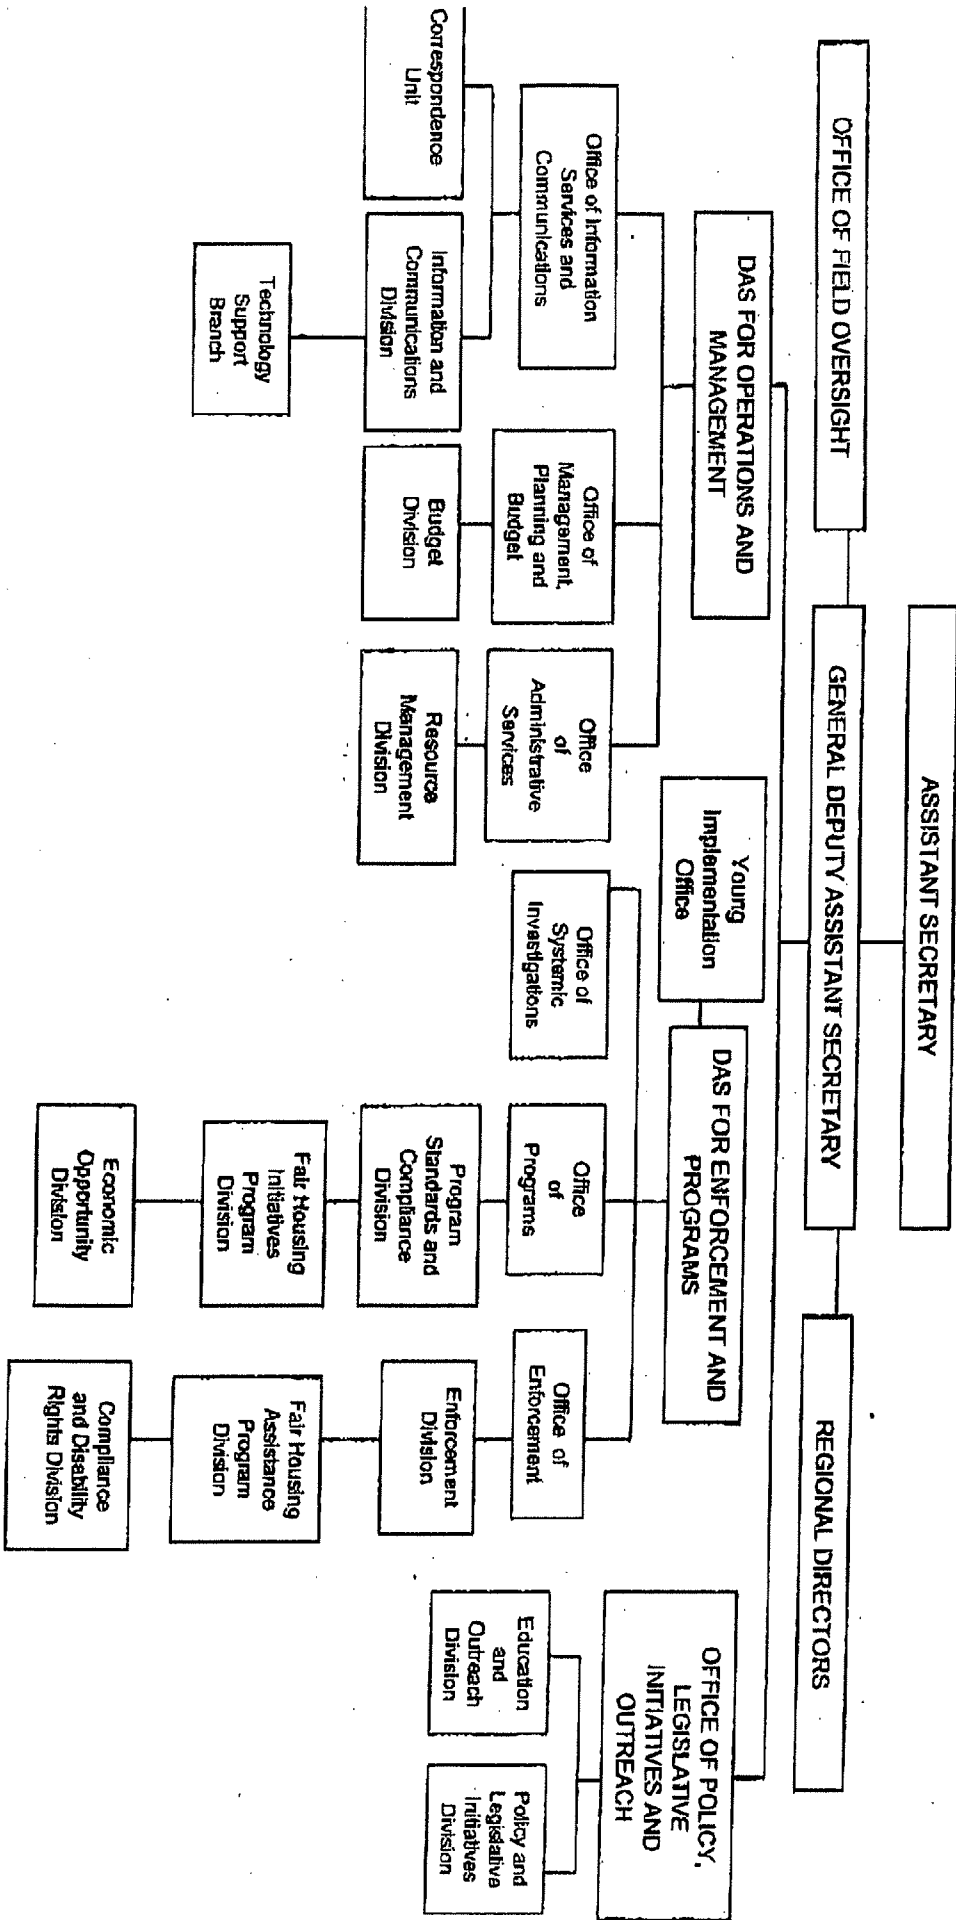 ASSISTANT SECRETARY
OFFICE OF FIELD OVERSIGHT
GENERAL DEPUTY ASSISTANT SECRETARY
REGIONAL DIRECTORS
DAS FOR OPERATIONS AND
MANAGEMENT
Young
Implementation
Office
DAS FOR ENFORCEMENT AND
PROGRAMS
OFFICE OF POLICY,
LEGISLATIVE
INITIATIVES AND
OUTREACH
Office of Information
Services and
Communications
Office of
Management,
Planning and
Budget
Office
of
Administrative
Services
Office of
Systemic
Investigations
Office
of
Programs
Office of
Enforcement
Education
and
Outreach
Division
Policy and
Legislative
Initiatives
Division
Correspondence
Unit
Information and
Communications
Division
Budget
Division
Resource
Management
Division
Program
Standards and
Compliance
Division
Enforcement
Division
Technology
Support
Branch
Fair Housing
Initiatives
Program
Division
Fair Housing
Assistance
Program
Division
Economic
Opportunity
Division
Compliance
and Disability
Rights Division